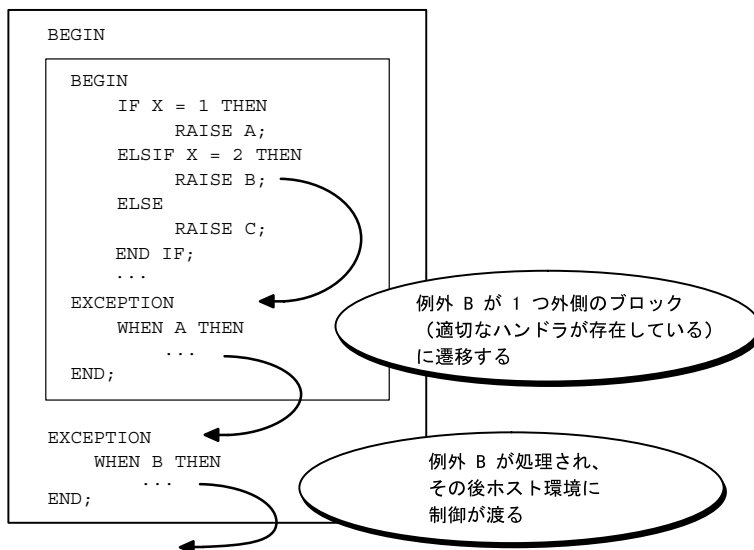 BEGIN
BEGIN
IF X = 1 THEN
RAISE A;
ELSIF X = 2 THEN
RAISE B;
ELSE
RAISE C;
END IF;
...
EXCEPTION
WHEN A THEN
...
END;
例外 B が 1 つ外側のブロック
(適切なハンドラが存在している)
に遷移する
EXCEPTION
WHEN B THEN
...
END;
例外 B が処理され、
その後ホスト環境に
制御が渡る